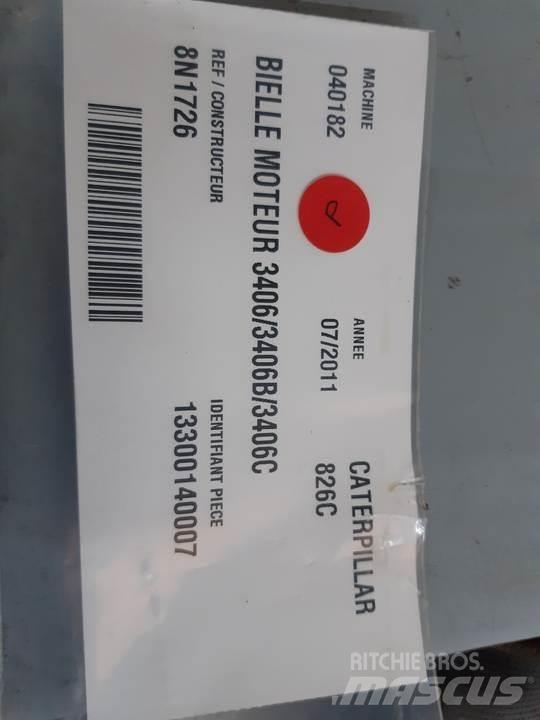 MACHINE ANNEE CATERPILLAR
040182 07/2011 826C
BIELLE MOTEUR 3406/3406B/3406C
REF / CONSTRUCTEUR IDENTIFIANT PIECE
8N1726 13300140007
RITCHIE BROS.
MASCUS